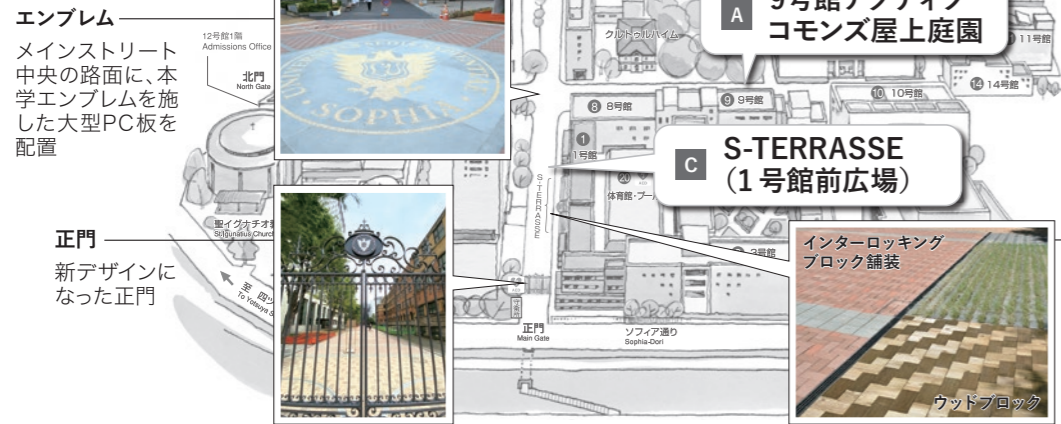 エンブレム
メインストリート
中央の路面に、本
学エンブレムを施
した大型PC板を
配置
12号館1階
Admissions Office
北門
North Gate
SOPHIA
クルトゥルハイム
A
コモンズ屋上庭園
11号館
14 14号館
10 10号館
8 8号館
9 9号館
1
1号館
C
S-TERRASSE
(1号館前広場)
S-TERRASSE
20
体育館・プー
号館
聖イグナチオ
St.Ignatius Church
正門
新デザインに
なった正門
至 四ツ
To Yotsuya S
正門
Main Gate
ソフィア通り
Sophia-Dori
インターロッキング
ブロック舗装
ウッドブロック